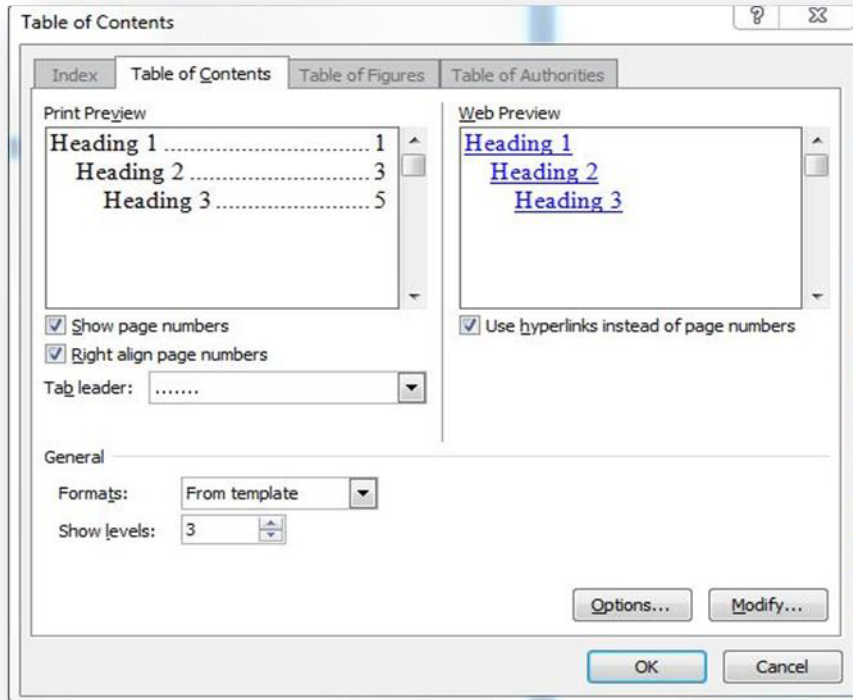 Table of Contents
Index
Table of Contents
Table of Figures
Table of Authorities
Print Preview
Heading 1 ................................ 1
Heading 2 ............................ 3
Heading 3 ........................ 5
Web Preview
Heading 1
Heading 2
Heading 3
Show page numbers
Right align page numbers
Tab leader: .......
Use hyperlinks instead of page numbers
General
Formats: From template
Show levels: 3
Options... Modify...
OK Cancel